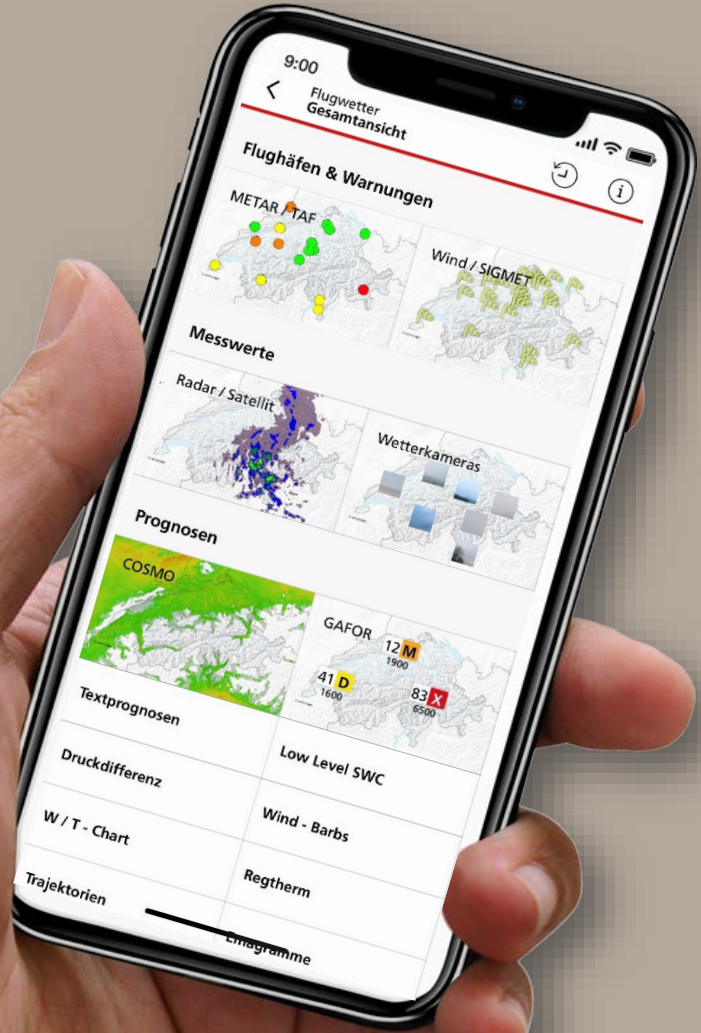 9:00
Flugwetter
Gesamtansicht
Flughäfen & Warnungen
METAR / TAF
Wind / SIGMET
Messwerte
Radar / Satellit
Wetterkameras
Prognosen
COSMO
GAFOR
12 M
1900
41 D
1600
83 X
6500
Textprognosen
Low Level SWC
Druckdifferenz
Wind - Barbs
W / T - Chart
Regtherm
Trajektorien
Emagramme